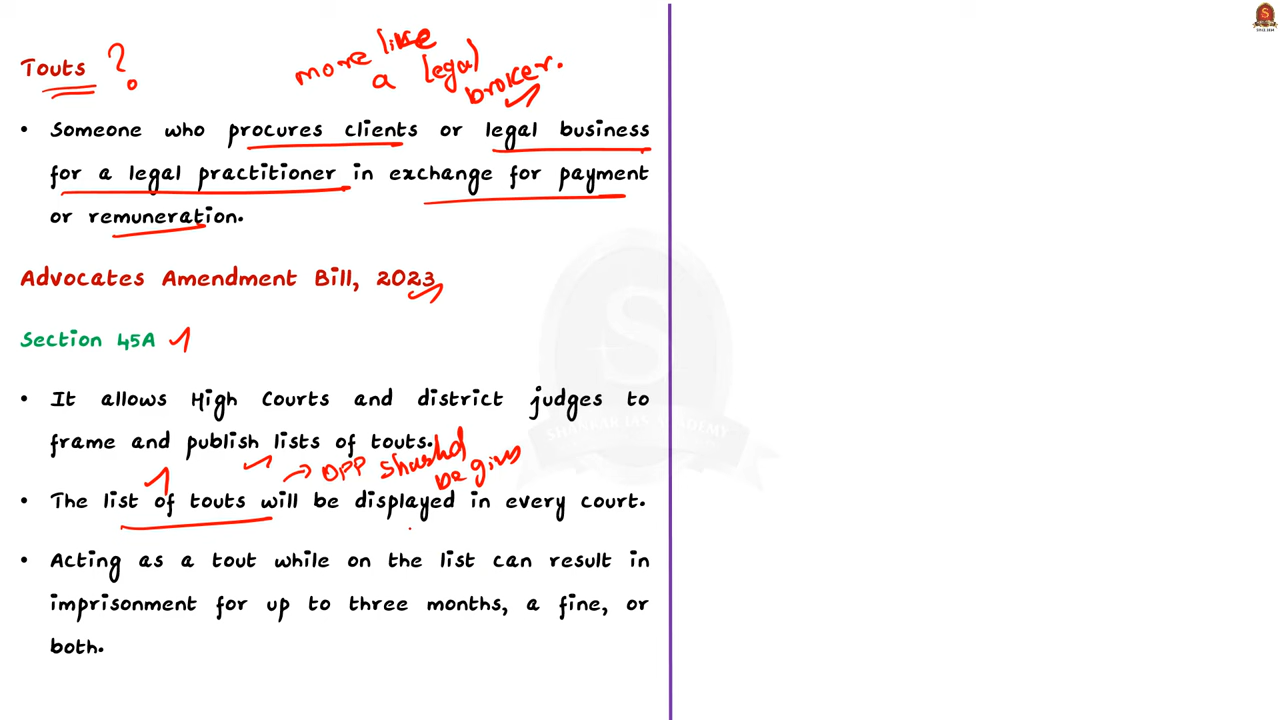 more like
a legal
broker.
Touts ?
• Someone who procures clients or legal business
for a legal practitioner in exchange for payment
or remuneration.
Advocates Amendment Bill, 2023
Section 45A
• It allows High Courts and district judges to
frame and publish lists of touts.
→ OPP should
be given
• The list of touts will be displayed in every court.
• Acting as a tout while on the list can result in
imprisonment for up to three months, a fine, or
both.
S
SHANKAR IAS ACADEMY